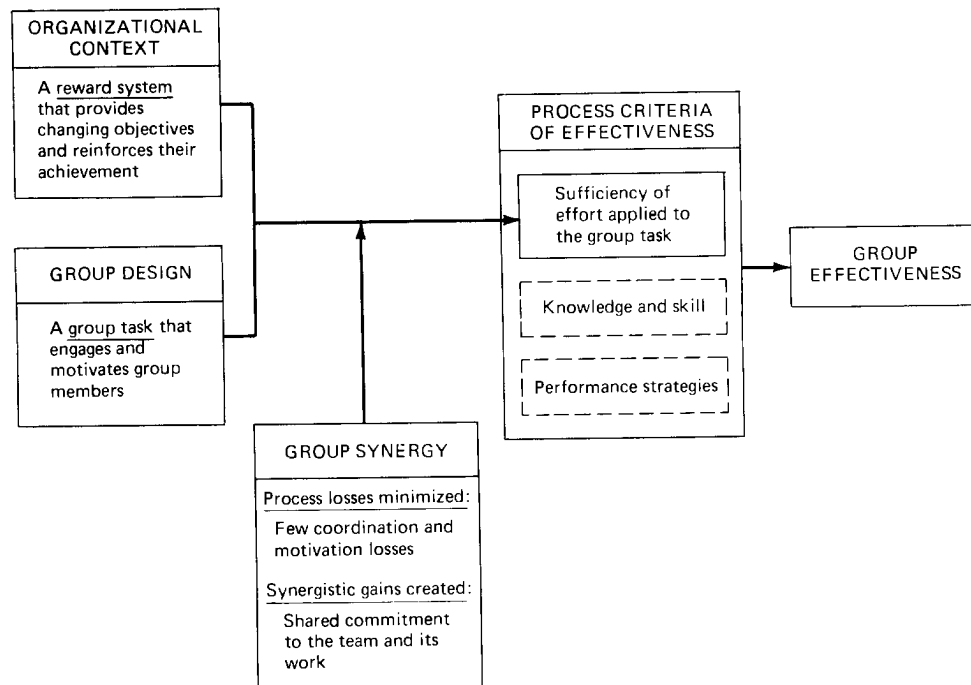 ORGANIZATIONAL
CONTEXT
A reward system
that provides
changing objectives
and reinforces their
achievement
GROUP DESIGN
A group task that
engages and
motivates group
members
GROUP SYNERGY
Process losses minimized:
Few coordination and
motivation losses
Synergistic gains created:
Shared commitment
to the team and its
work
PROCESS CRITERIA
OF EFFECTIVENESS
Sufficiency of
effort applied to
the group task
Knowledge and skill
Performance strategies
GROUP
EFFECTIVENESS